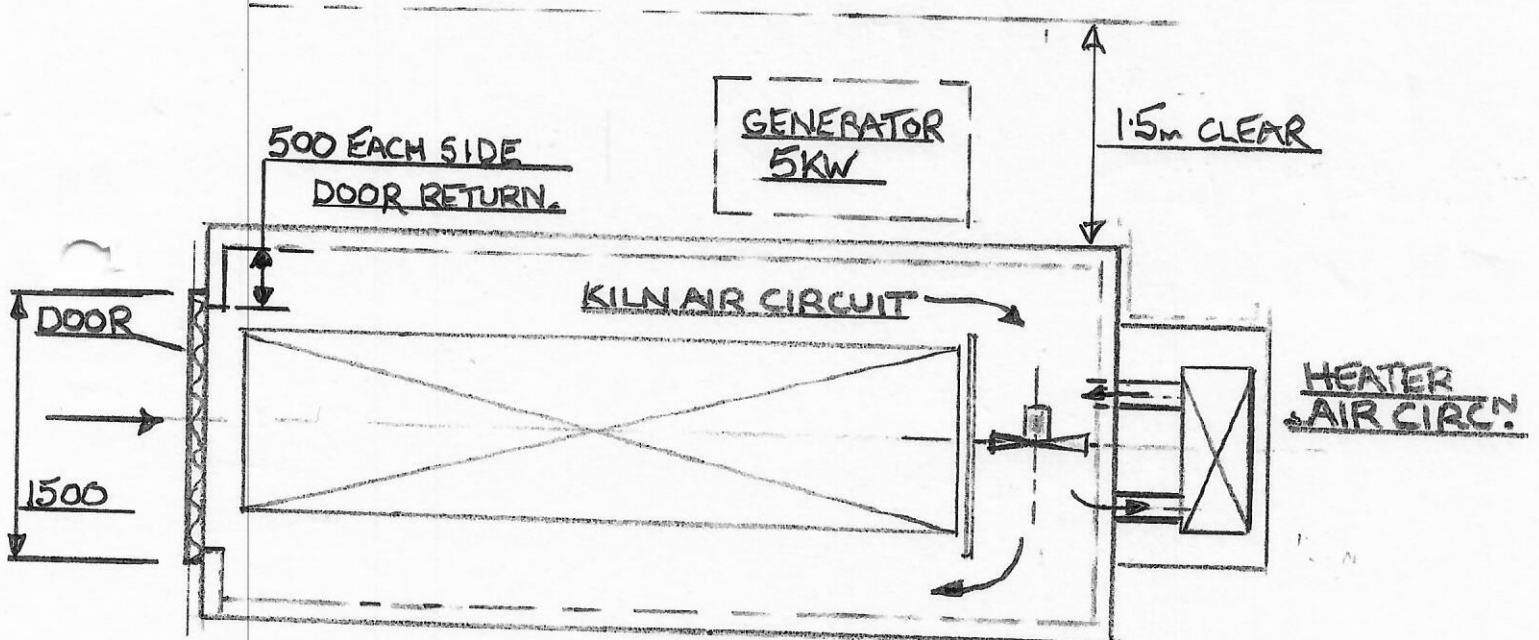 GENERATOR
5KW
1.5m CLEAR
500 EACH SIDE
DOOR RETURN.
KILN AIR CIRCUIT
DOOR
HEATER
AIR CIRCN.
1500